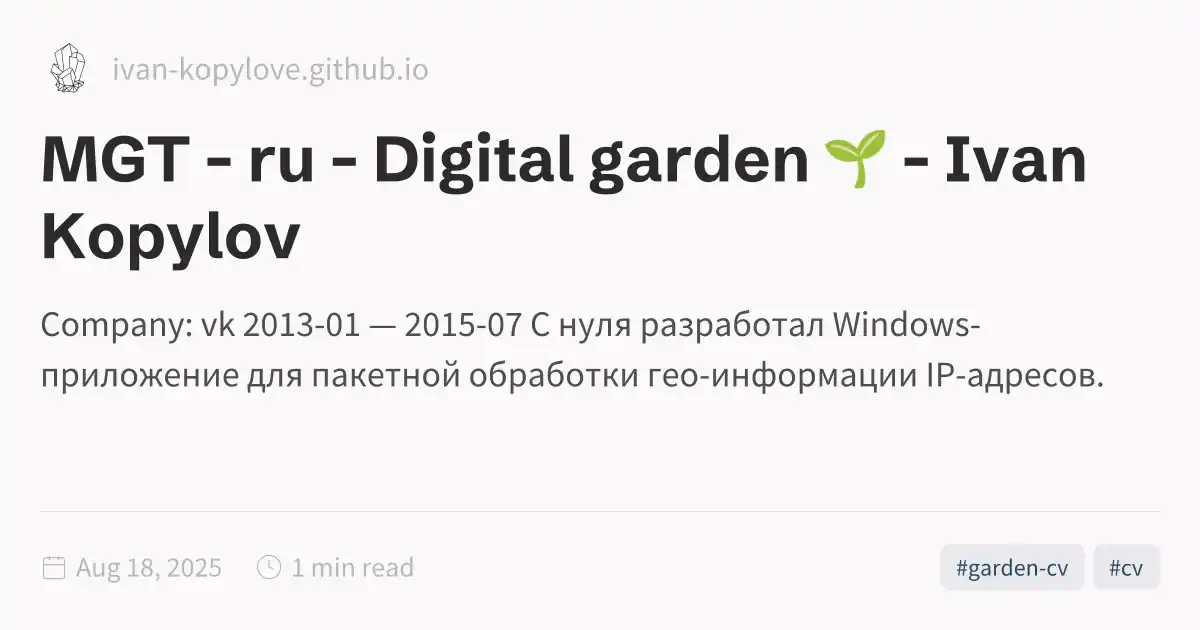 ivan-kopylove.github.io
MGT - ru - Digital garden 🌱 - Ivan
Kopylov
Company: vk 2013-01 — 2015-07 С нуля разработал Windows-
приложение для пакетной обработки гео-информации IP-адресов.
Aug 18, 2025 1 min read #garden-cv #cv